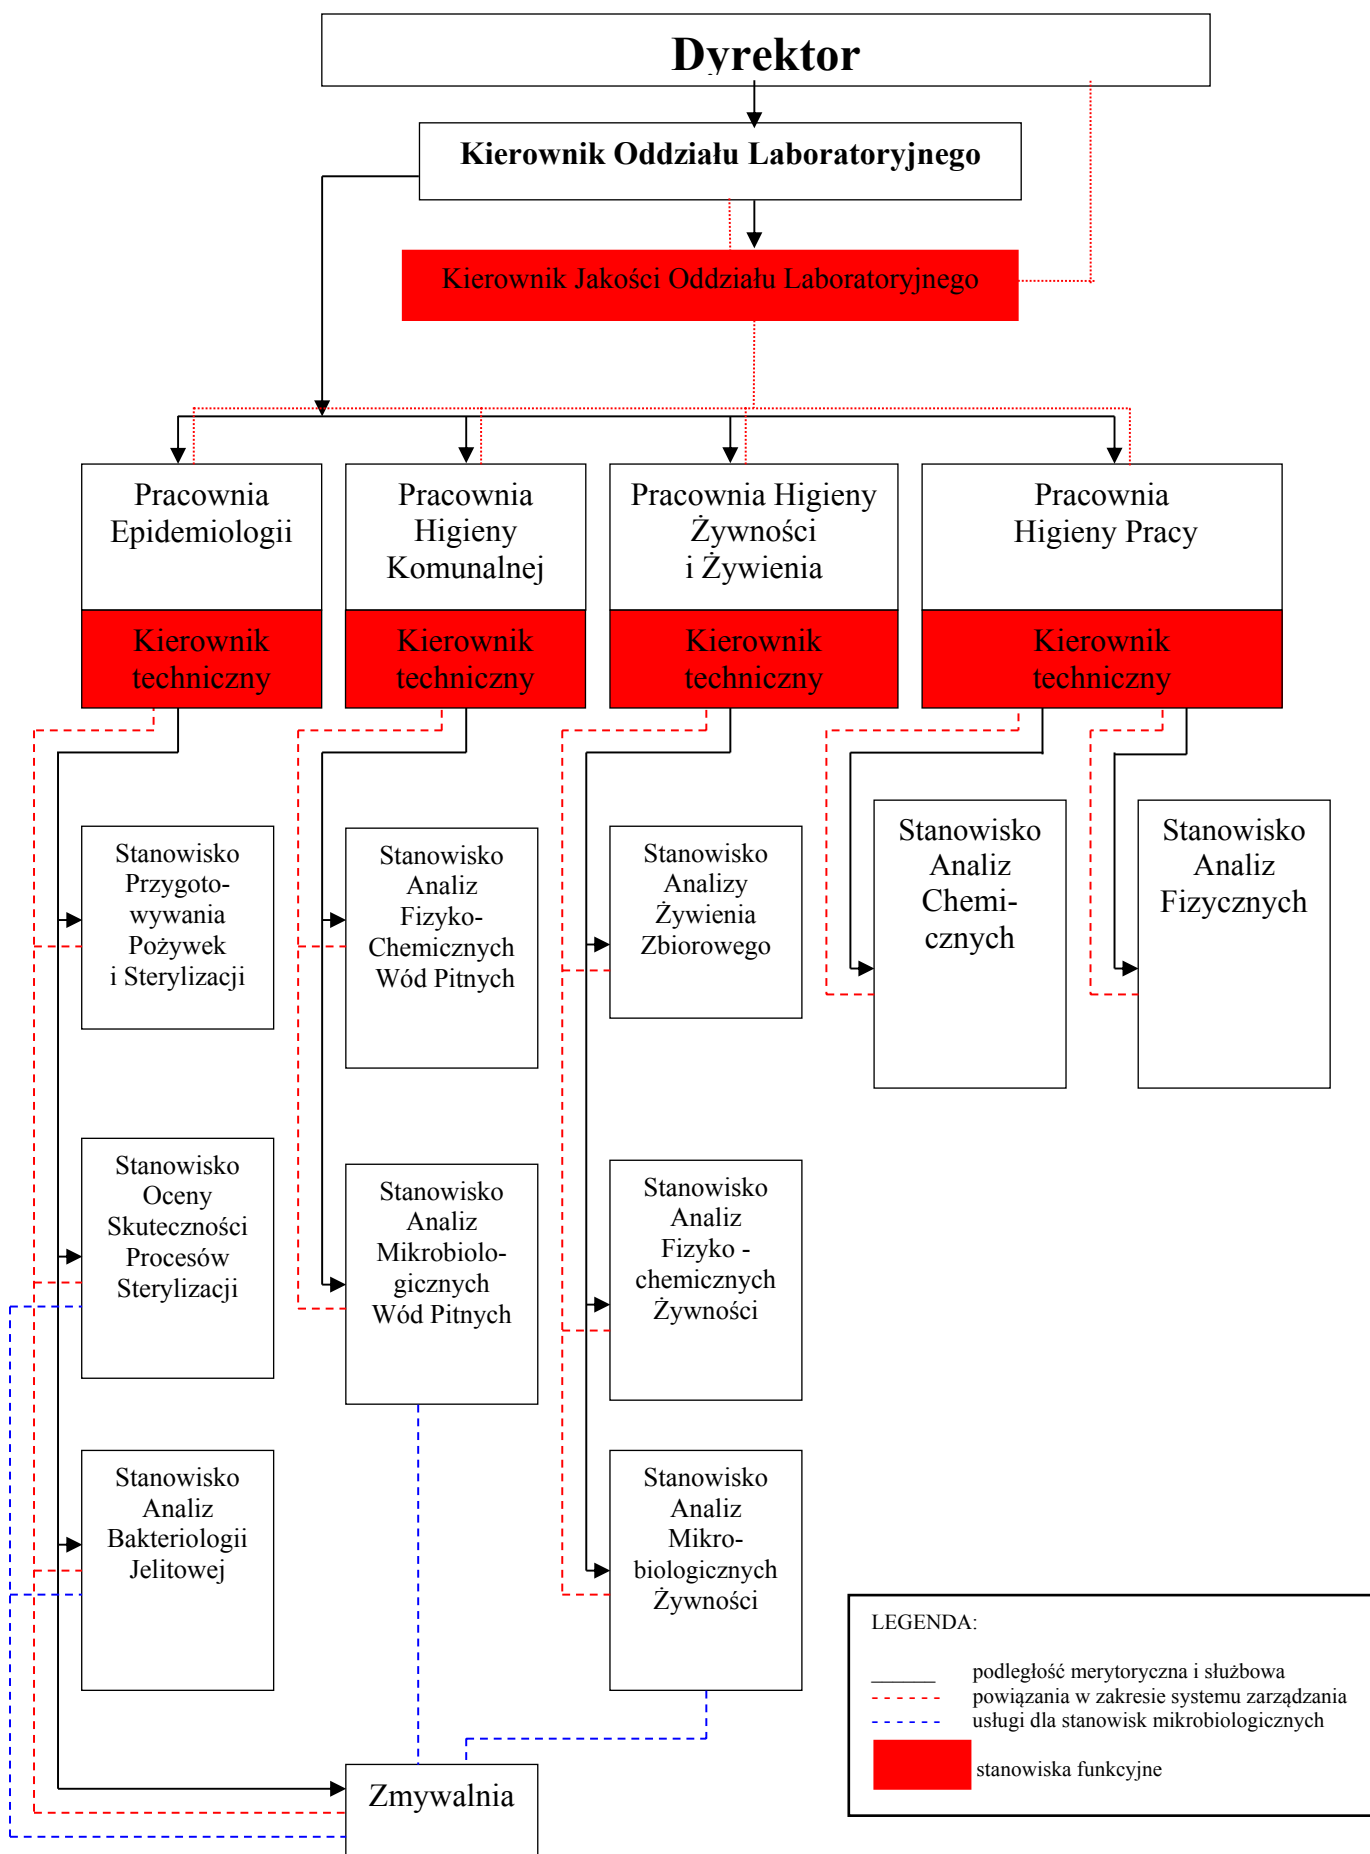 Dyrektor
Kierownik Oddziału Laboratoryjnego
Kierownik Jakości Oddziału Laboratoryjnego
Pracownia
Epidemiologii
Kierownik
techniczny
Pracownia
Higieny
Komunalnej
Kierownik
techniczny
Pracownia Higieny
Żywności
i Żywienia
Kierownik
techniczny
Pracownia
Higieny Pracy
Kierownik
techniczny
Stanowisko
Przygoto-
wywania
Pożywek
i Sterylizacji
Stanowisko
Analiz
Fizyko-
Chemicznych
Wód Pitnych
Stanowisko
Analizy
Żywienia
Zbiorowego
Stanowisko
Analiz
Chemi-
cznych
Stanowisko
Analiz
Fizycznych
Stanowisko
Oceny
Skuteczności
Procesów
Sterylizacji
Stanowisko
Analiz
Mikrobiolo-
gicznych
Wód Pitnych
Stanowisko
Analiz
Fizyko -
chemicznych
Żywności
Stanowisko
Analiz
Bakteriologii
Jelitowej
Stanowisko
Analiz
Mikro-
biologicznych
Żywności
Zmywalnia
LEGENDA:
podległość merytoryczna i służbowa
powiązania w zakresie systemu zarządzania
usługi dla stanowisk mikrobiologicznych
stanowiska funkcyjne